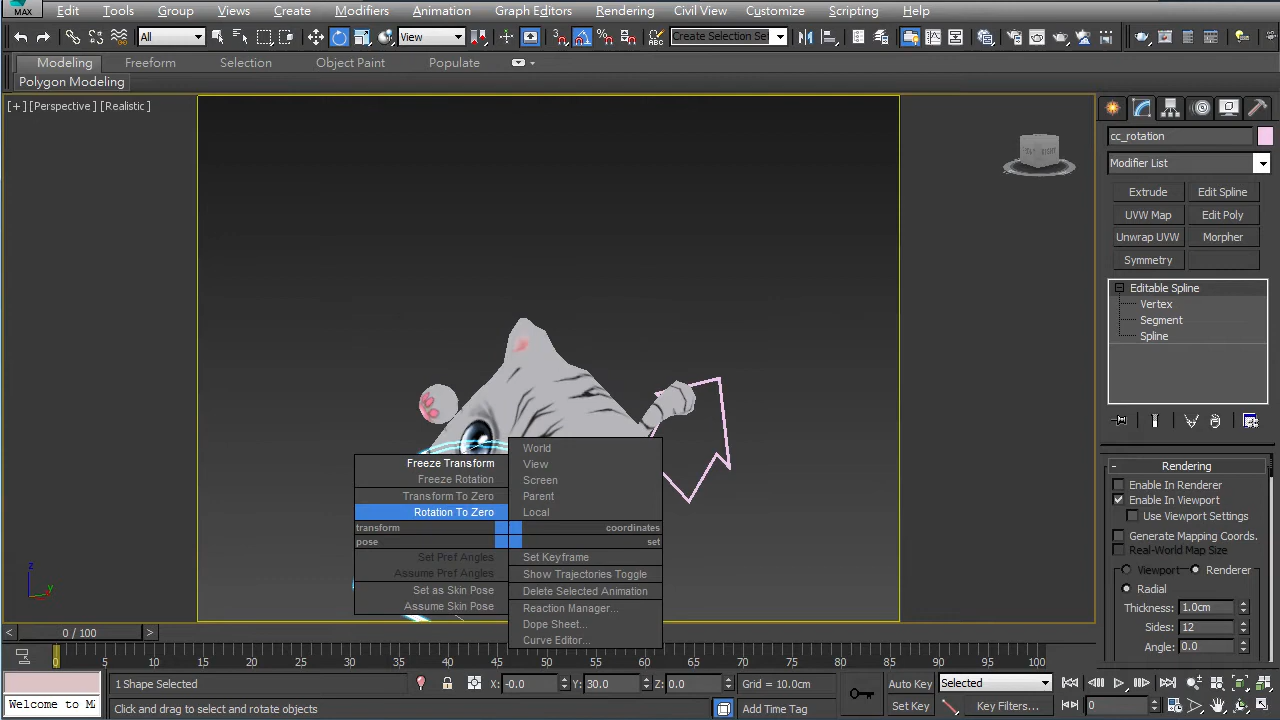 MAX
Edit Tools Group Views Create Modifiers Animation Graph Editors Rendering Civil View Customize Scripting Help
All View Create Selection Set
Modeling Freeform Selection Object Paint Populate
Polygon Modeling
[+] [Perspective] [Realistic]
cc_rotation
Modifier List
Extrude Edit Spline
UVW Map Edit Poly
Unwrap UVW Morpher
Symmetry
Editable Spline
Vertex
Segment
Spline
Rendering
Enable In Renderer
Enable In Viewport
Use Viewport Settings
Generate Mapping Coords.
Real-World Map Size
Viewport Renderer
Radial
Thickness: 1.0cm
Sides: 12
Angle: 0.0
Freeze Transform
Freeze Rotation
Transform To Zero
Rotation To Zero
transform
pose
Set Pref Angles
Assume Pref Angles
Set as Skin Pose
Assume Skin Pose
World
View
Screen
Parent
Local
coordinates
set
Set Keyframe
Show Trajectories Toggle
Delete Selected Animation
Reaction Manager...
Dope Sheet...
Curve Editor...
z
y
< 0 / 100 >
0 5 10 15 20 25 30 35 40 45 50 55 60 65 70 75 80 85 90 95 100
1 Shape Selected X: -0.0 Y: 30.0 Z: 0.0 Grid = 10.0cm Auto Key Selected
Welcome to M Click and drag to select and rotate objects Add Time Tag Set Key Key Filters... 0